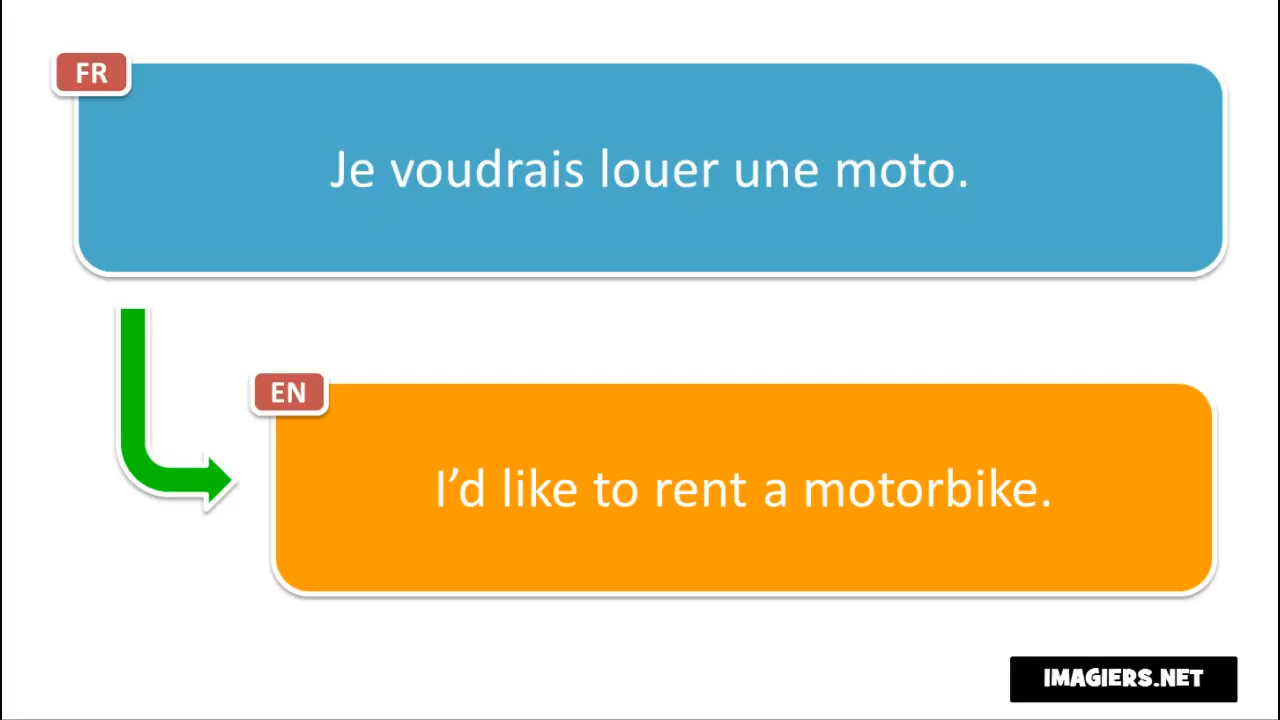 FR
Je voudrais louer une moto.
EN
I’d like to rent a motorbike.
IMAGIERS.NET